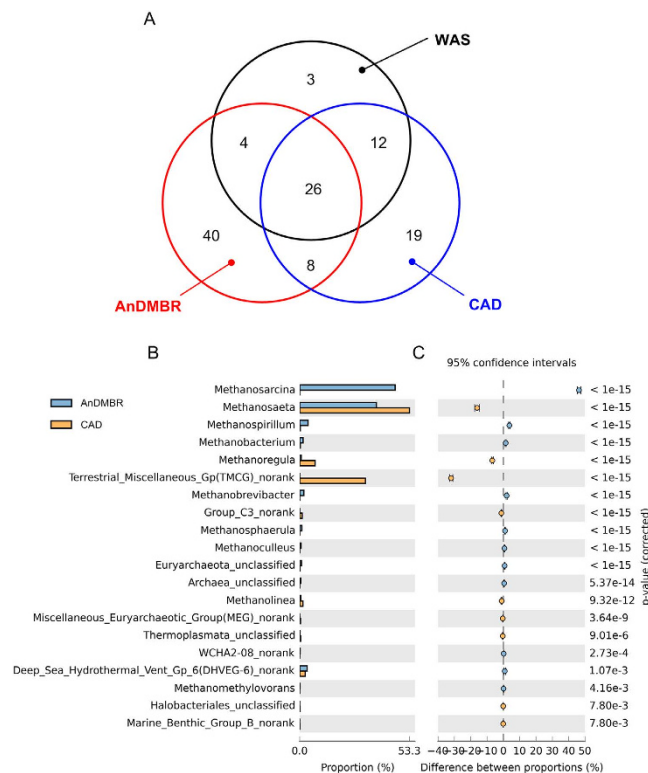 A
WAS
3
4
12
26
40
19
8
AnDMBR
CAD
B
C
AnDMBR
CAD
95% confidence intervals
Methanosarcina
< 1e-15
Methanosaeta
< 1e-15
Methanospirillum
< 1e-15
Methanobacterium
< 1e-15
Methanoregula
< 1e-15
Terrestrial_Miscellaneous_Gp(TMCG)_norank
< 1e-15
Methanobrevibacter
< 1e-15
Group_C3_norank
< 1e-15
Methanosphaerula
< 1e-15
Methanoculleus
< 1e-15
Euryarchaeota_unclassified
< 1e-15
Archaea_unclassified
5.37e-14
Methanolinea
9.32e-12
Miscellaneous_Euryarchaeotic_Group(MEG)_norank
3.64e-9
Thermoplasmata_unclassified
9.01e-6
WCHA2-08_norank
2.73e-4
Deep_Sea_Hydrothermal_Vent_Gp_6(DHVEG-6)_norank
1.07e-3
Methanomethylovorans
4.16e-3
Halobacteriales_unclassified
7.80e-3
Marine_Benthic_Group_B_norank
7.80e-3
p-value (corrected)
0.0 53.3
−40−30−20−10 0 10 20 30 40 50
Proportion (%)
Difference between proportions (%)